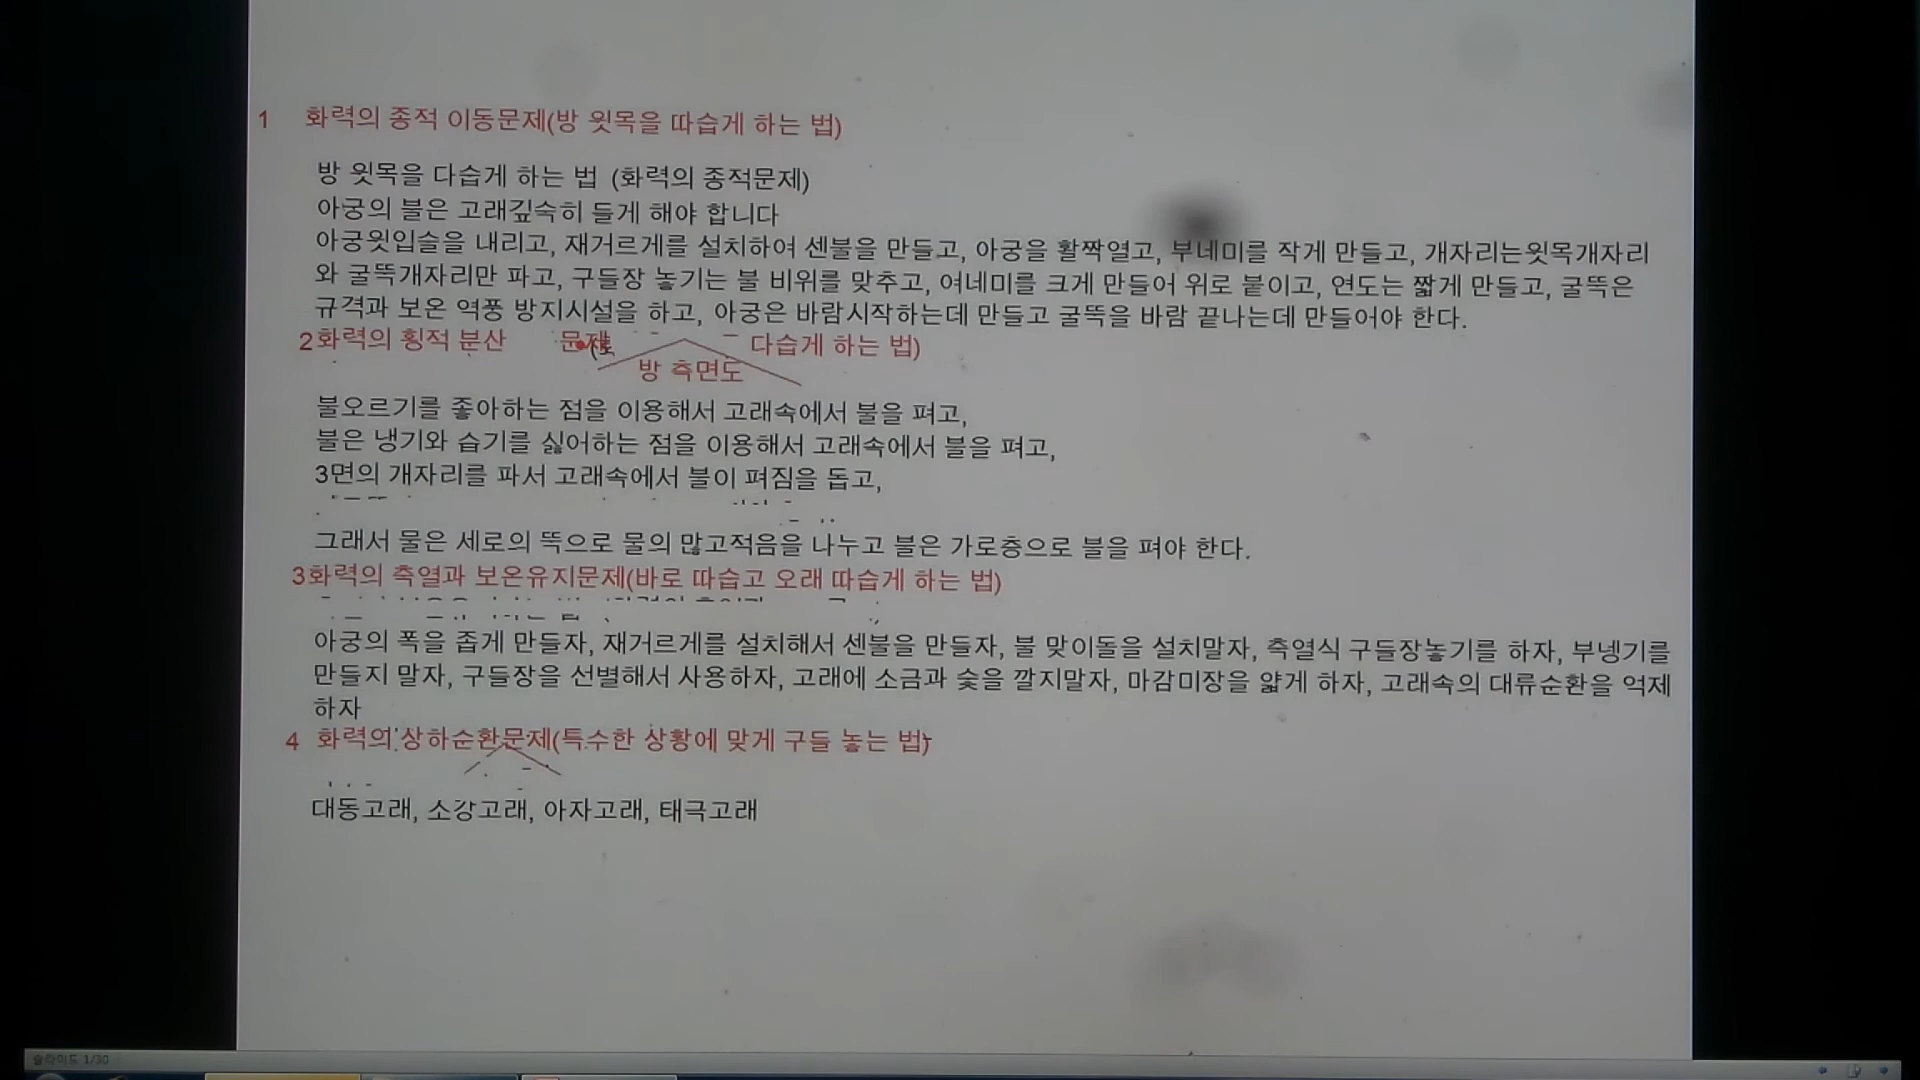 1 화력의 종적 이동문제(방 윗목을 따습게 하는 법)
방 윗목을 다습게 하는 법 (화력의 종적문제)
아궁의 불은 고래깊숙히 들게 해야 합니다
아궁윗입술을 내리고, 재거르게를 설치하여 센불을 만들고, 아궁을 활짝열고, 부네미를 작게 만들고, 개자리는윗목개자리
와 굴뚝개자리만 파고, 구들장 놓기는 불 비위를 맞추고, 여네미를 크게 만들어 위로 붙이고, 연도는 짧게 만들고, 굴뚝은
규격과 보온 역풍 방지시설을 하고, 아궁은 바람시작하는데 만들고 굴뚝을 바람 끝나는데 만들어야 한다.
2화력의 횡적 분산 문제 다습게 하는 법)
방 측면도
불오르기를 좋아하는 점을 이용해서 고래속에서 불을 펴고,
불은 냉기와 습기를 싫어하는 점을 이용해서 고래속에서 불을 펴고,
3면의 개자리를 파서 고래속에서 불이 펴짐을 돕고,
그래서 물은 세로의 뚝으로 물의 많고적음을 나누고 불은 가로층으로 불을 펴야 한다.
3화력의 축열과 보온유지문제(바로 따습고 오래 따습게 하는 법)
아궁의 폭을 좁게 만들자, 재거르게를 설치해서 센불을 만들자, 불 맞이돌을 설치말자, 축열식 구들장놓기를 하자, 부넹기를
만들지 말자, 구들장을 선별해서 사용하자, 고래에 소금과 숯을 깔지말자, 마감미장을 얇게 하자, 고래속의 대류순환을 억제
하자
4 화력의 상하순환문제(특수한 상황에 맞게 구들 놓는 법)
대동고래, 소강고래, 아자고래, 태극고래
슬라이드 1/30